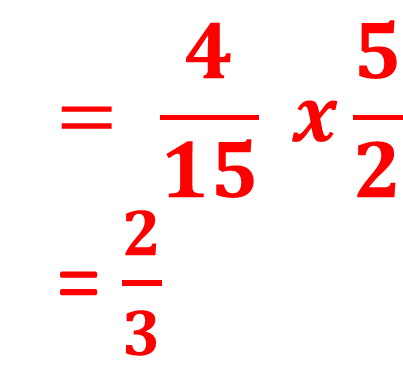 = 4/15 x 5/2
= 2/3